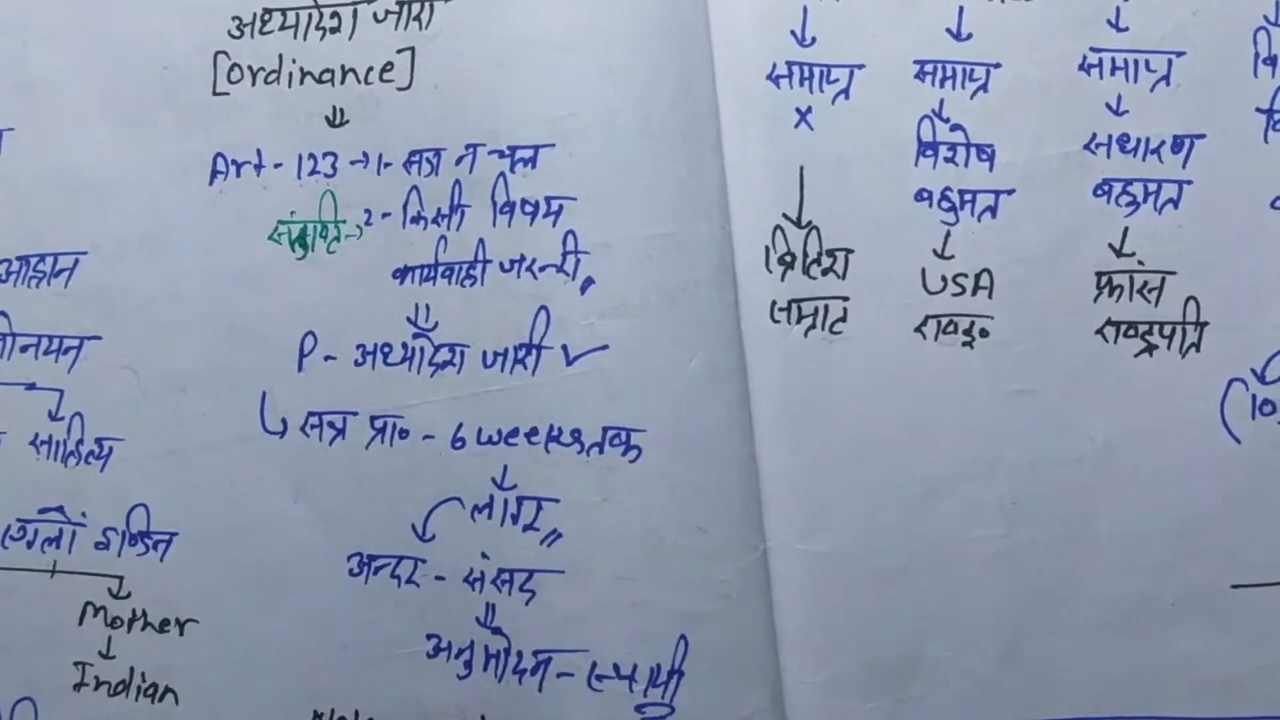 अध्यादेश जारी
[ordinance]
Art - 123 → 1- सत्र न चल
2 - किसी विषय
कार्यवाही जरूरी
P - अध्यादेश जारी ✓
सत्र प्रा० - 6 weeks तक
लागू
अन्दर - संसद
अनुमोदन - स्थायी
आह्वान
साहित्य
एंग्लो इण्डियन
Mother
Indian
समाप्त समाप्त समाप्त
x
विशेष साधारण
बहुमत बहुमत
ब्रिटिश USA फ्रांस
सम्राट राष्ट्र० राष्ट्रपति
(10